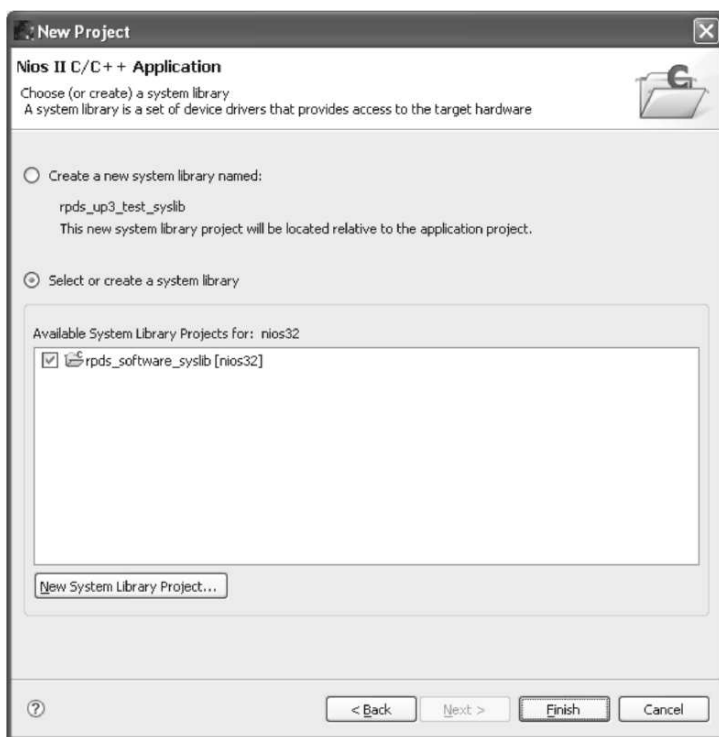 New Project
Nios II C/C++ Application
Choose (or create) a system library
A system library is a set of device drivers that provides access to the target hardware
Create a new system library named:
rpds_up3_test_syslib
This new system library project will be located relative to the application project.
Select or create a system library
Available System Library Projects for: nios32
rpds_software_syslib [nios32]
New System Library Project...
< Back Next > Finish Cancel